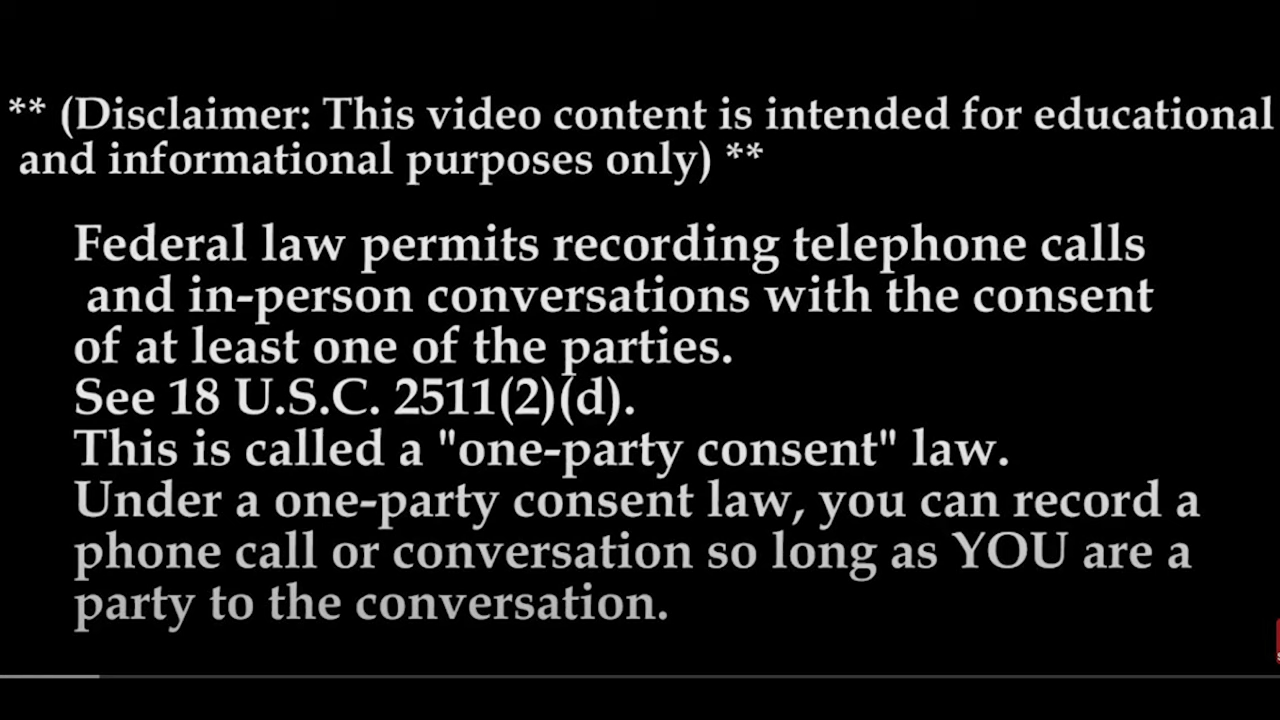 ** (Disclaimer: This video content is intended for educational
and informational purposes only) **
Federal law permits recording telephone calls
and in-person conversations with the consent
of at least one of the parties.
See 18 U.S.C. 2511(2)(d).
This is called a "one-party consent" law.
Under a one-party consent law, you can record a
phone call or conversation so long as YOU are a
party to the conversation.